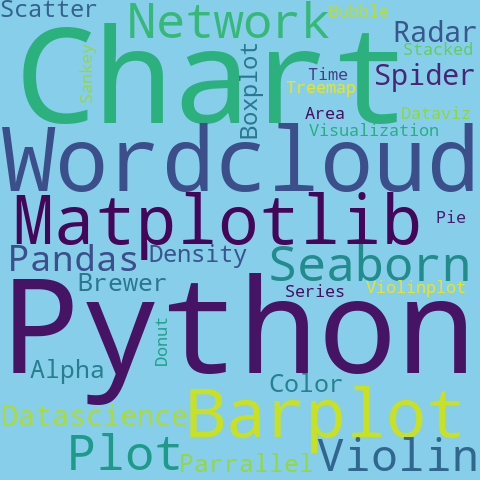 Scatter
Network
Bubble
Radar
Chart
Stacked
Sankey
Boxplot
Time
Spider
Treemap
Area
Dataviz
Visualization
Wordcloud
Matplotlib
Pie
Pandas
Density
Seaborn
Brewer
Series
Violinplot
Python
Donut
Alpha
Color
Datascience
Barplot
Plot
Parrallel
Violin